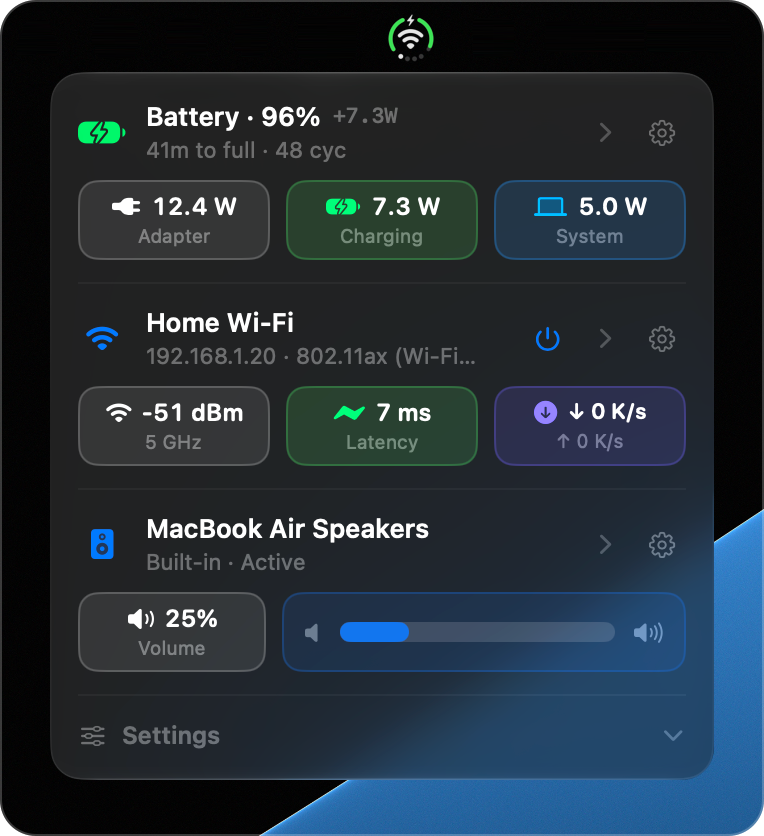 Battery · 96% +7.3W
41m to full · 48 cyc
12.4 W
Adapter
7.3 W
Charging
5.0 W
System
Home Wi-Fi
192.168.1.20 · 802.11ax (Wi-Fi...
-51 dBm
5 GHz
7 ms
Latency
↓ 0 K/s
↑ 0 K/s
MacBook Air Speakers
Built-in · Active
25%
Volume
Settings